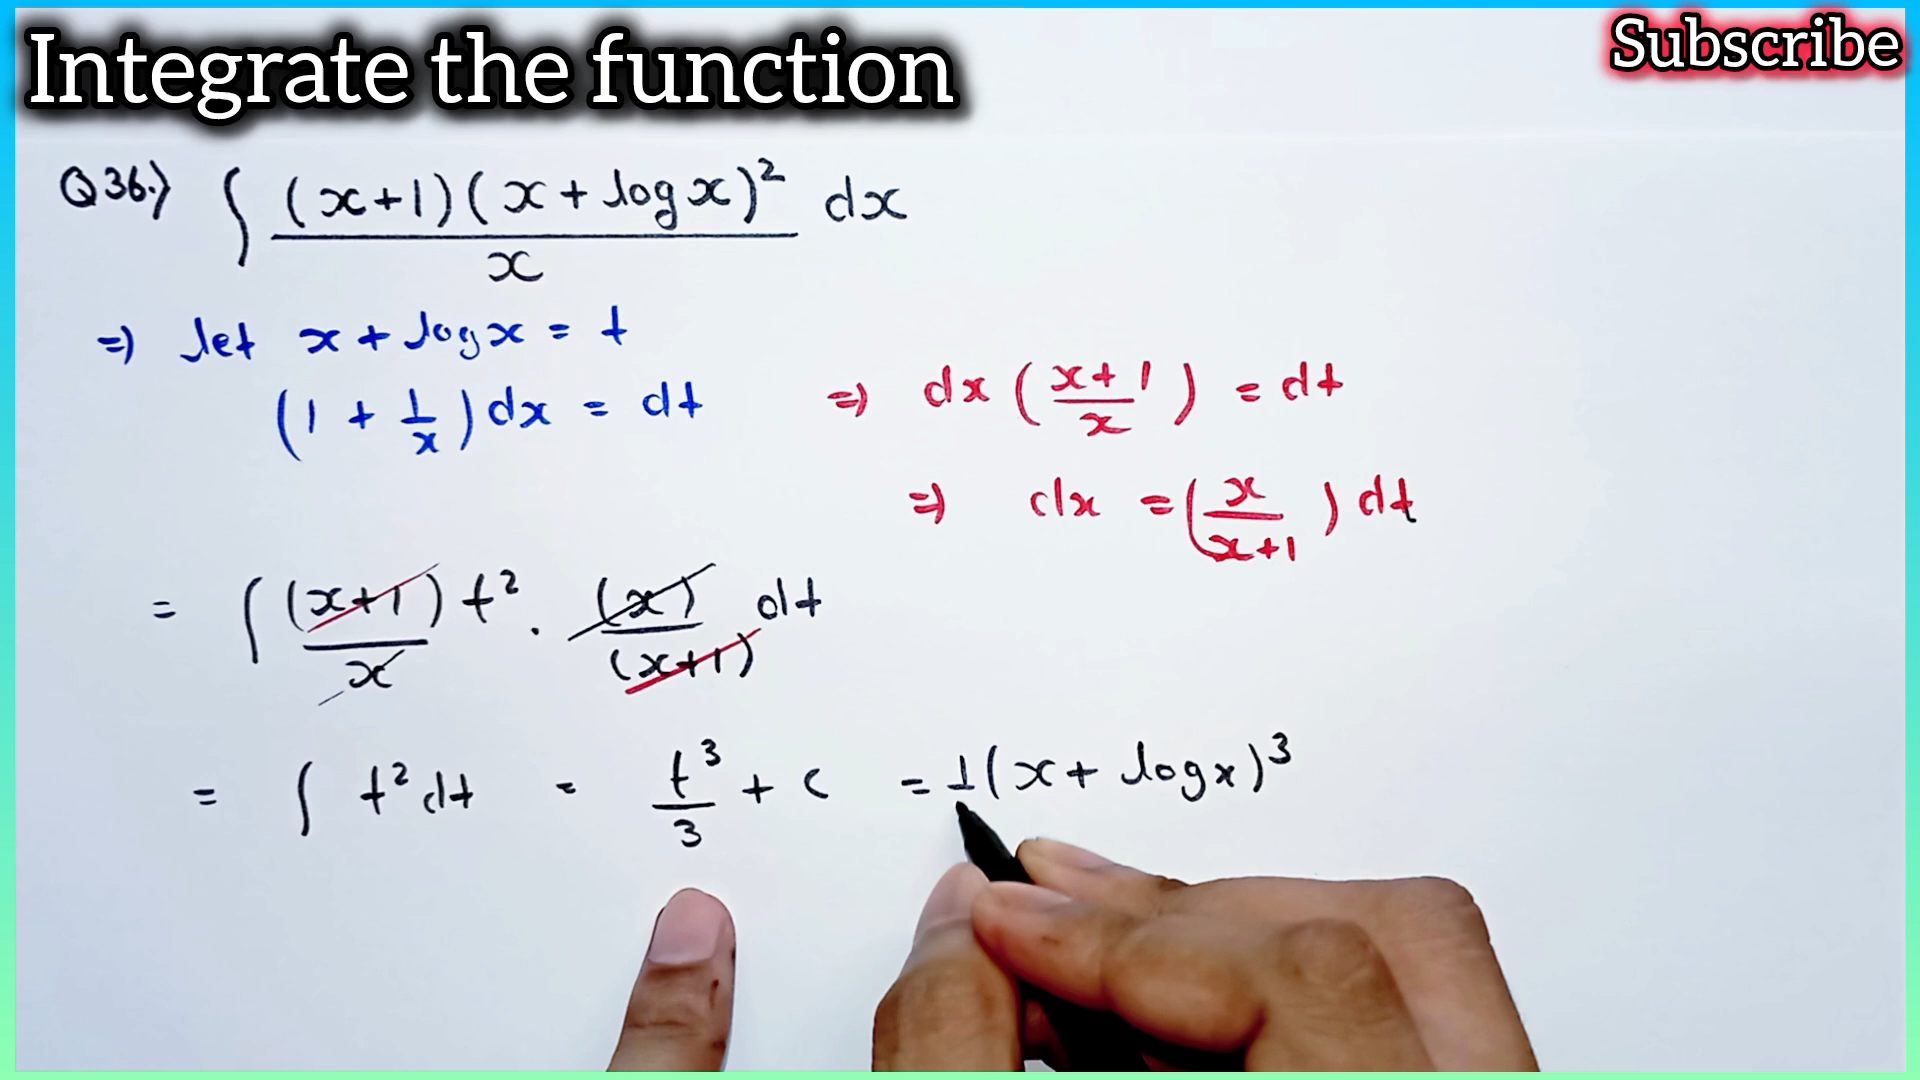 Integrate the function
Subscribe
Q36.) ∫ (x+1)(x + log x)² / x dx
⇒ let x + log x = t
(1 + 1/x) dx = dt ⇒ dx (x+1 / x) = dt
⇒ dx = (x / x+1) dt
= ∫ (x+1) / x t² · (x) / (x+1) dt
= ∫ t² dt = t³ / 3 + c = 1 (x + log x)³